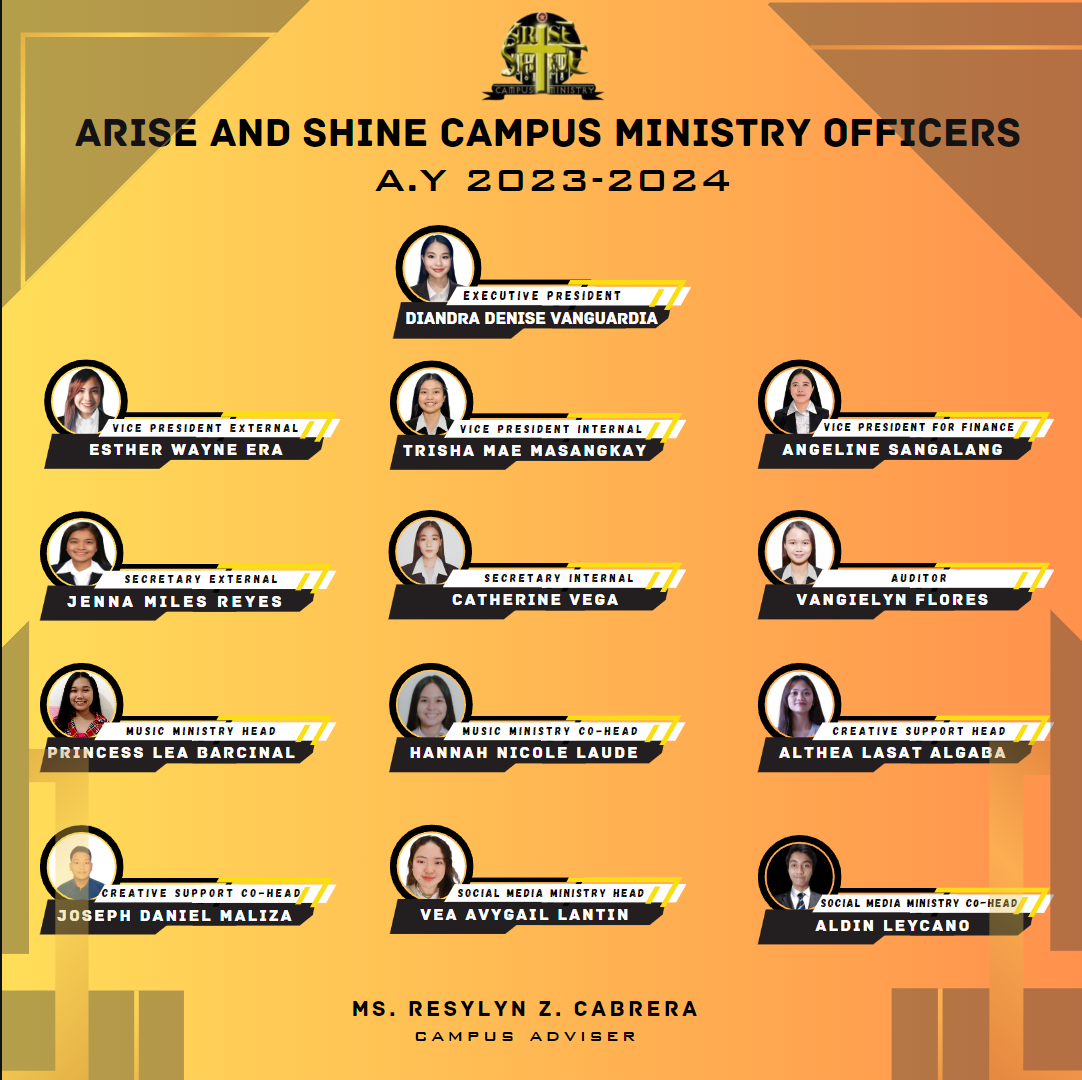 ARISE
SHINE
CAMPUS MINISTRY
ARISE AND SHINE CAMPUS MINISTRY OFFICERS
A.Y 2023-2024
EXECUTIVE PRESIDENT
DIANDRA DENISE VANGUARDIA
VICE PRESIDENT EXTERNAL
ESTHER WAYNE ERA
VICE PRESIDENT INTERNAL
TRISHA MAE MASANGKAY
VICE PRESIDENT FOR FINANCE
ANGELINE SANGALANG
SECRETARY EXTERNAL
JENNA MILES REYES
SECRETARY INTERNAL
CATHERINE VEGA
AUDITOR
VANGIELYN FLORES
MUSIC MINISTRY HEAD
PRINCESS LEA BARCINAL
MUSIC MINISTRY CO-HEAD
HANNAH NICOLE LAUDE
CREATIVE SUPPORT HEAD
ALTHEA LASAT ALGABA
CREATIVE SUPPORT CO-HEAD
JOSEPH DANIEL MALIZA
SOCIAL MEDIA MINISTRY HEAD
VEA AVYGAIL LANTIN
SOCIAL MEDIA MINISTRY CO-HEAD
ALDIN LEYCANO
MS. RESYLYN Z. CABRERA
CAMPUS ADVISER